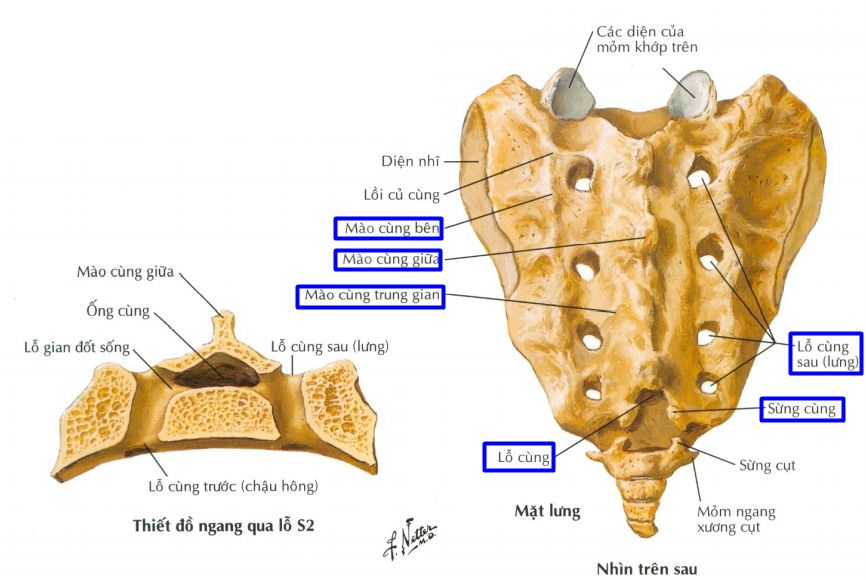 Các diện của
mỏm khớp trên
Diện nhĩ
Lồi củ cùng
Mào cùng bên
Mào cùng giữa
Mào cùng trung gian
Lỗ cùng
sau (lưng)
Sừng cùng
Lỗ cùng
Sừng cụt
Mỏm ngang
xương cụt
Mặt lưng
Nhìn trên sau
Mào cùng giữa
Ống cùng
Lỗ gian đốt sống
Lỗ cùng sau (lưng)
Lỗ cùng trước (chậu hông)
Thiết đồ ngang qua lỗ S2
F. Netter
M.D.